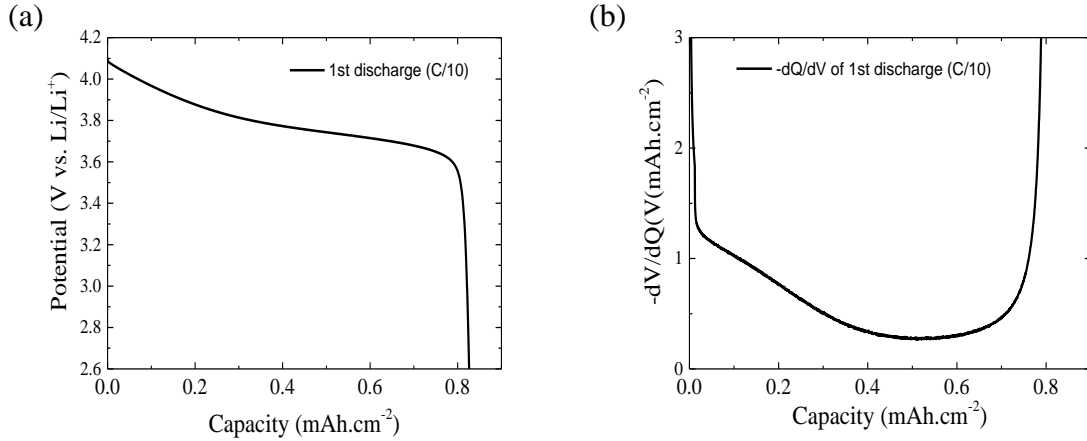 (a)
4.2
4.0
3.8
3.6
3.4
3.2
3.0
2.8
2.6
0.0 0.2 0.4 0.6 0.8
Potential (V vs. Li/Li⁺)
Capacity (mAh.cm⁻²)
1st discharge (C/10)
(b)
3
2
1
0
0.0 0.2 0.4 0.6 0.8
-dV/dQ(V(mAh.cm⁻²)
Capacity (mAh.cm⁻²)
-dQ/dV of 1st discharge (C/10)